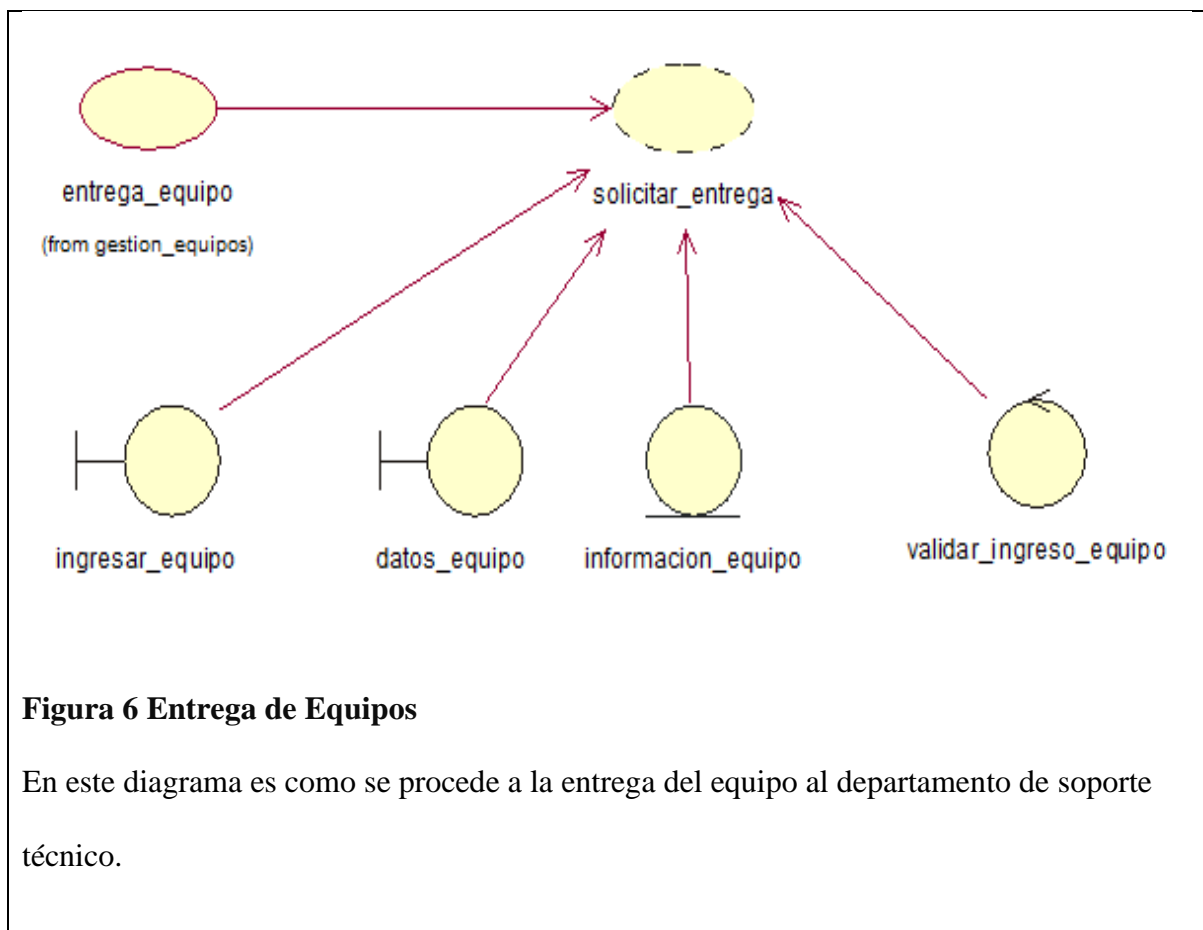 entrega_equipo
(from gestion_equipos)
solicitar_entrega
ingresar_equipo
datos_equipo
informacion_equipo
validar_ingreso_equipo
Figura 6 Entrega de Equipos
En este diagrama es como se procede a la entrega del equipo al departamento de soporte
técnico.